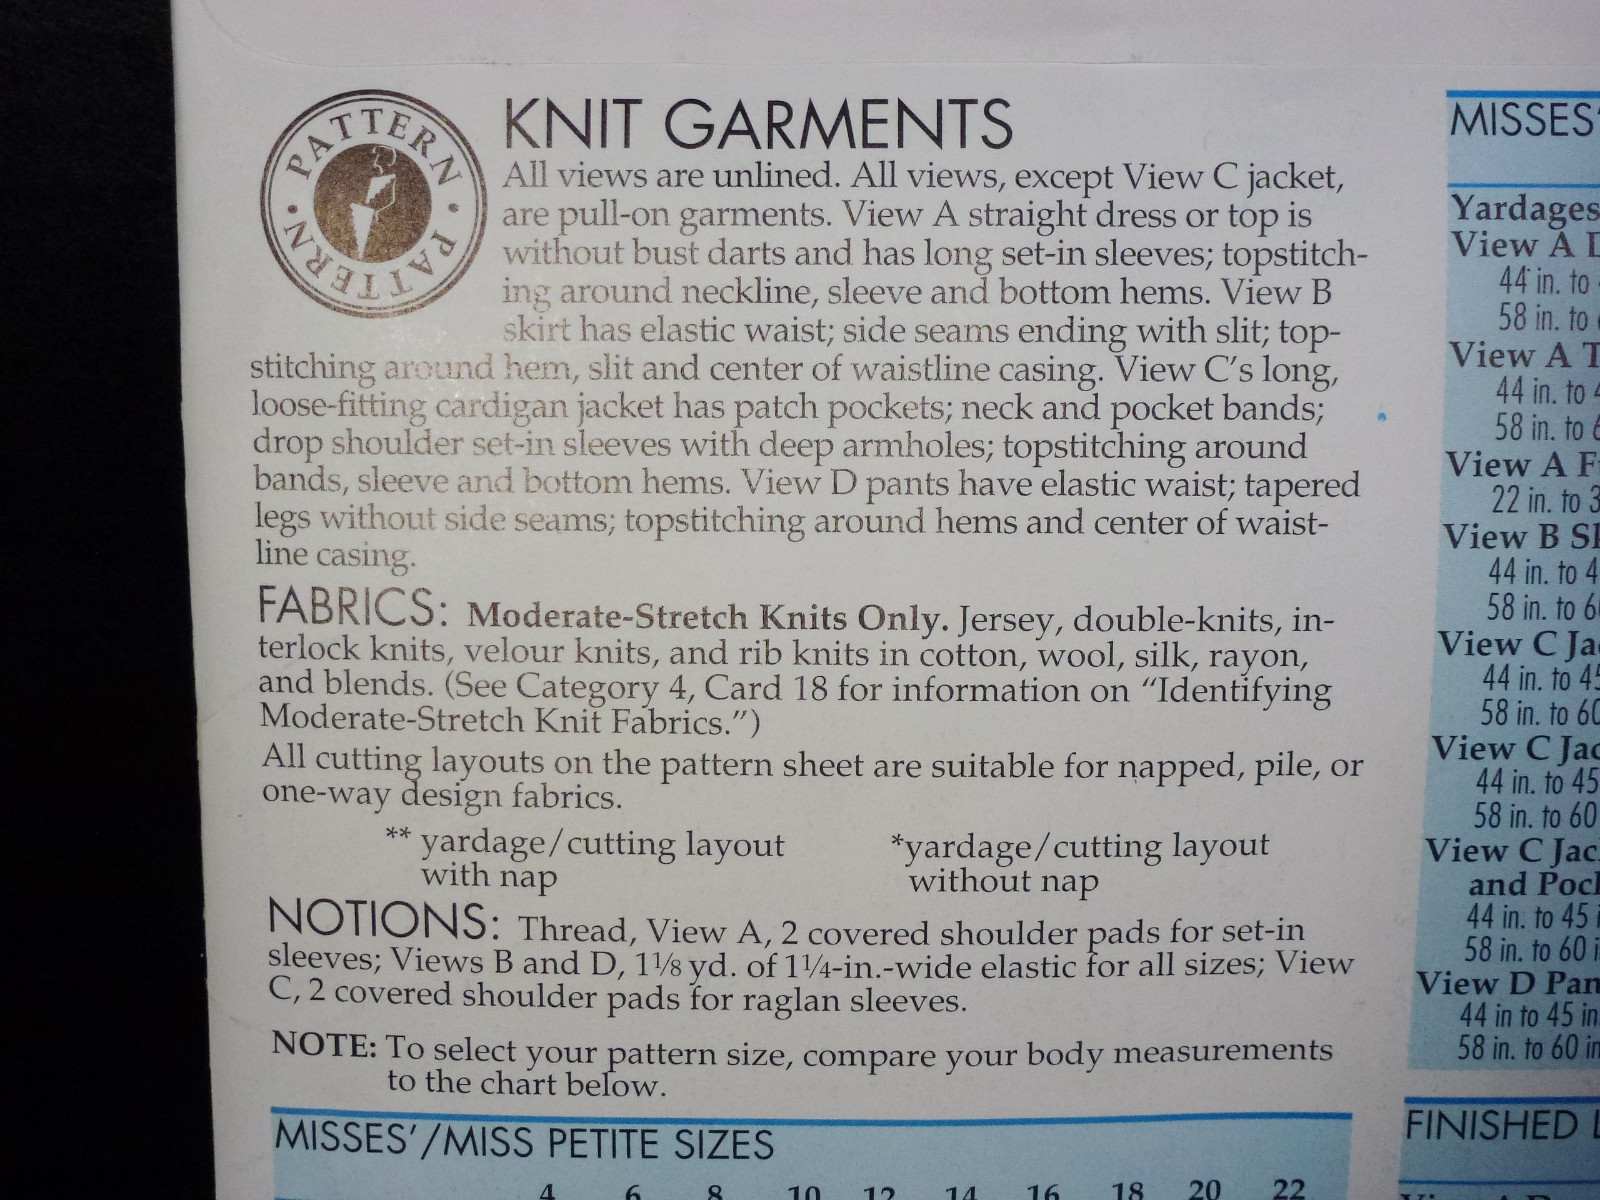 PATTERN · PATTERN ·
KNIT GARMENTS
All views are unlined. All views, except View C jacket,
are pull-on garments. View A straight dress or top is
without bust darts and has long set-in sleeves; topstitch-
ing around neckline, sleeve and bottom hems. View B
skirt has elastic waist; side seams ending with slit; top-
stitching around hem, slit and center of waistline casing. View C's long,
loose-fitting cardigan jacket has patch pockets; neck and pocket bands;
drop shoulder set-in sleeves with deep armholes; topstitching around
bands, sleeve and bottom hems. View D pants have elastic waist; tapered
legs without side seams; topstitching around hems and center of waist-
line casing.
FABRICS: Moderate-Stretch Knits Only. Jersey, double-knits, in-
terlock knits, velour knits, and rib knits in cotton, wool, silk, rayon,
and blends. (See Category 4, Card 18 for information on "Identifying
Moderate-Stretch Knit Fabrics.")
All cutting layouts on the pattern sheet are suitable for napped, pile, or
one-way design fabrics.
** yardage/cutting layout
with nap
*yardage/cutting layout
without nap
NOTIONS: Thread, View A, 2 covered shoulder pads for set-in
sleeves; Views B and D, 1 1/8 yd. of 1 1/4-in.-wide elastic for all sizes; View
C, 2 covered shoulder pads for raglan sleeves.
NOTE: To select your pattern size, compare your body measurements
to the chart below.
MISSES'/MISS PETITE SIZES
4 6 8 10 12 14 16 18 20 22
MISSES'
Yardages
View A
44 in. to
58 in. to
View A
44 in. to
58 in. to
View A
22 in. to
View B
44 in. to
58 in. to
View C
44 in. to
58 in. to
View C
44 in. to 45
58 in. to 60
View C
and
44 in. to 45
58 in. to 60
View D
44 in to 45 in.
58 in. to 60 in
FINISHED